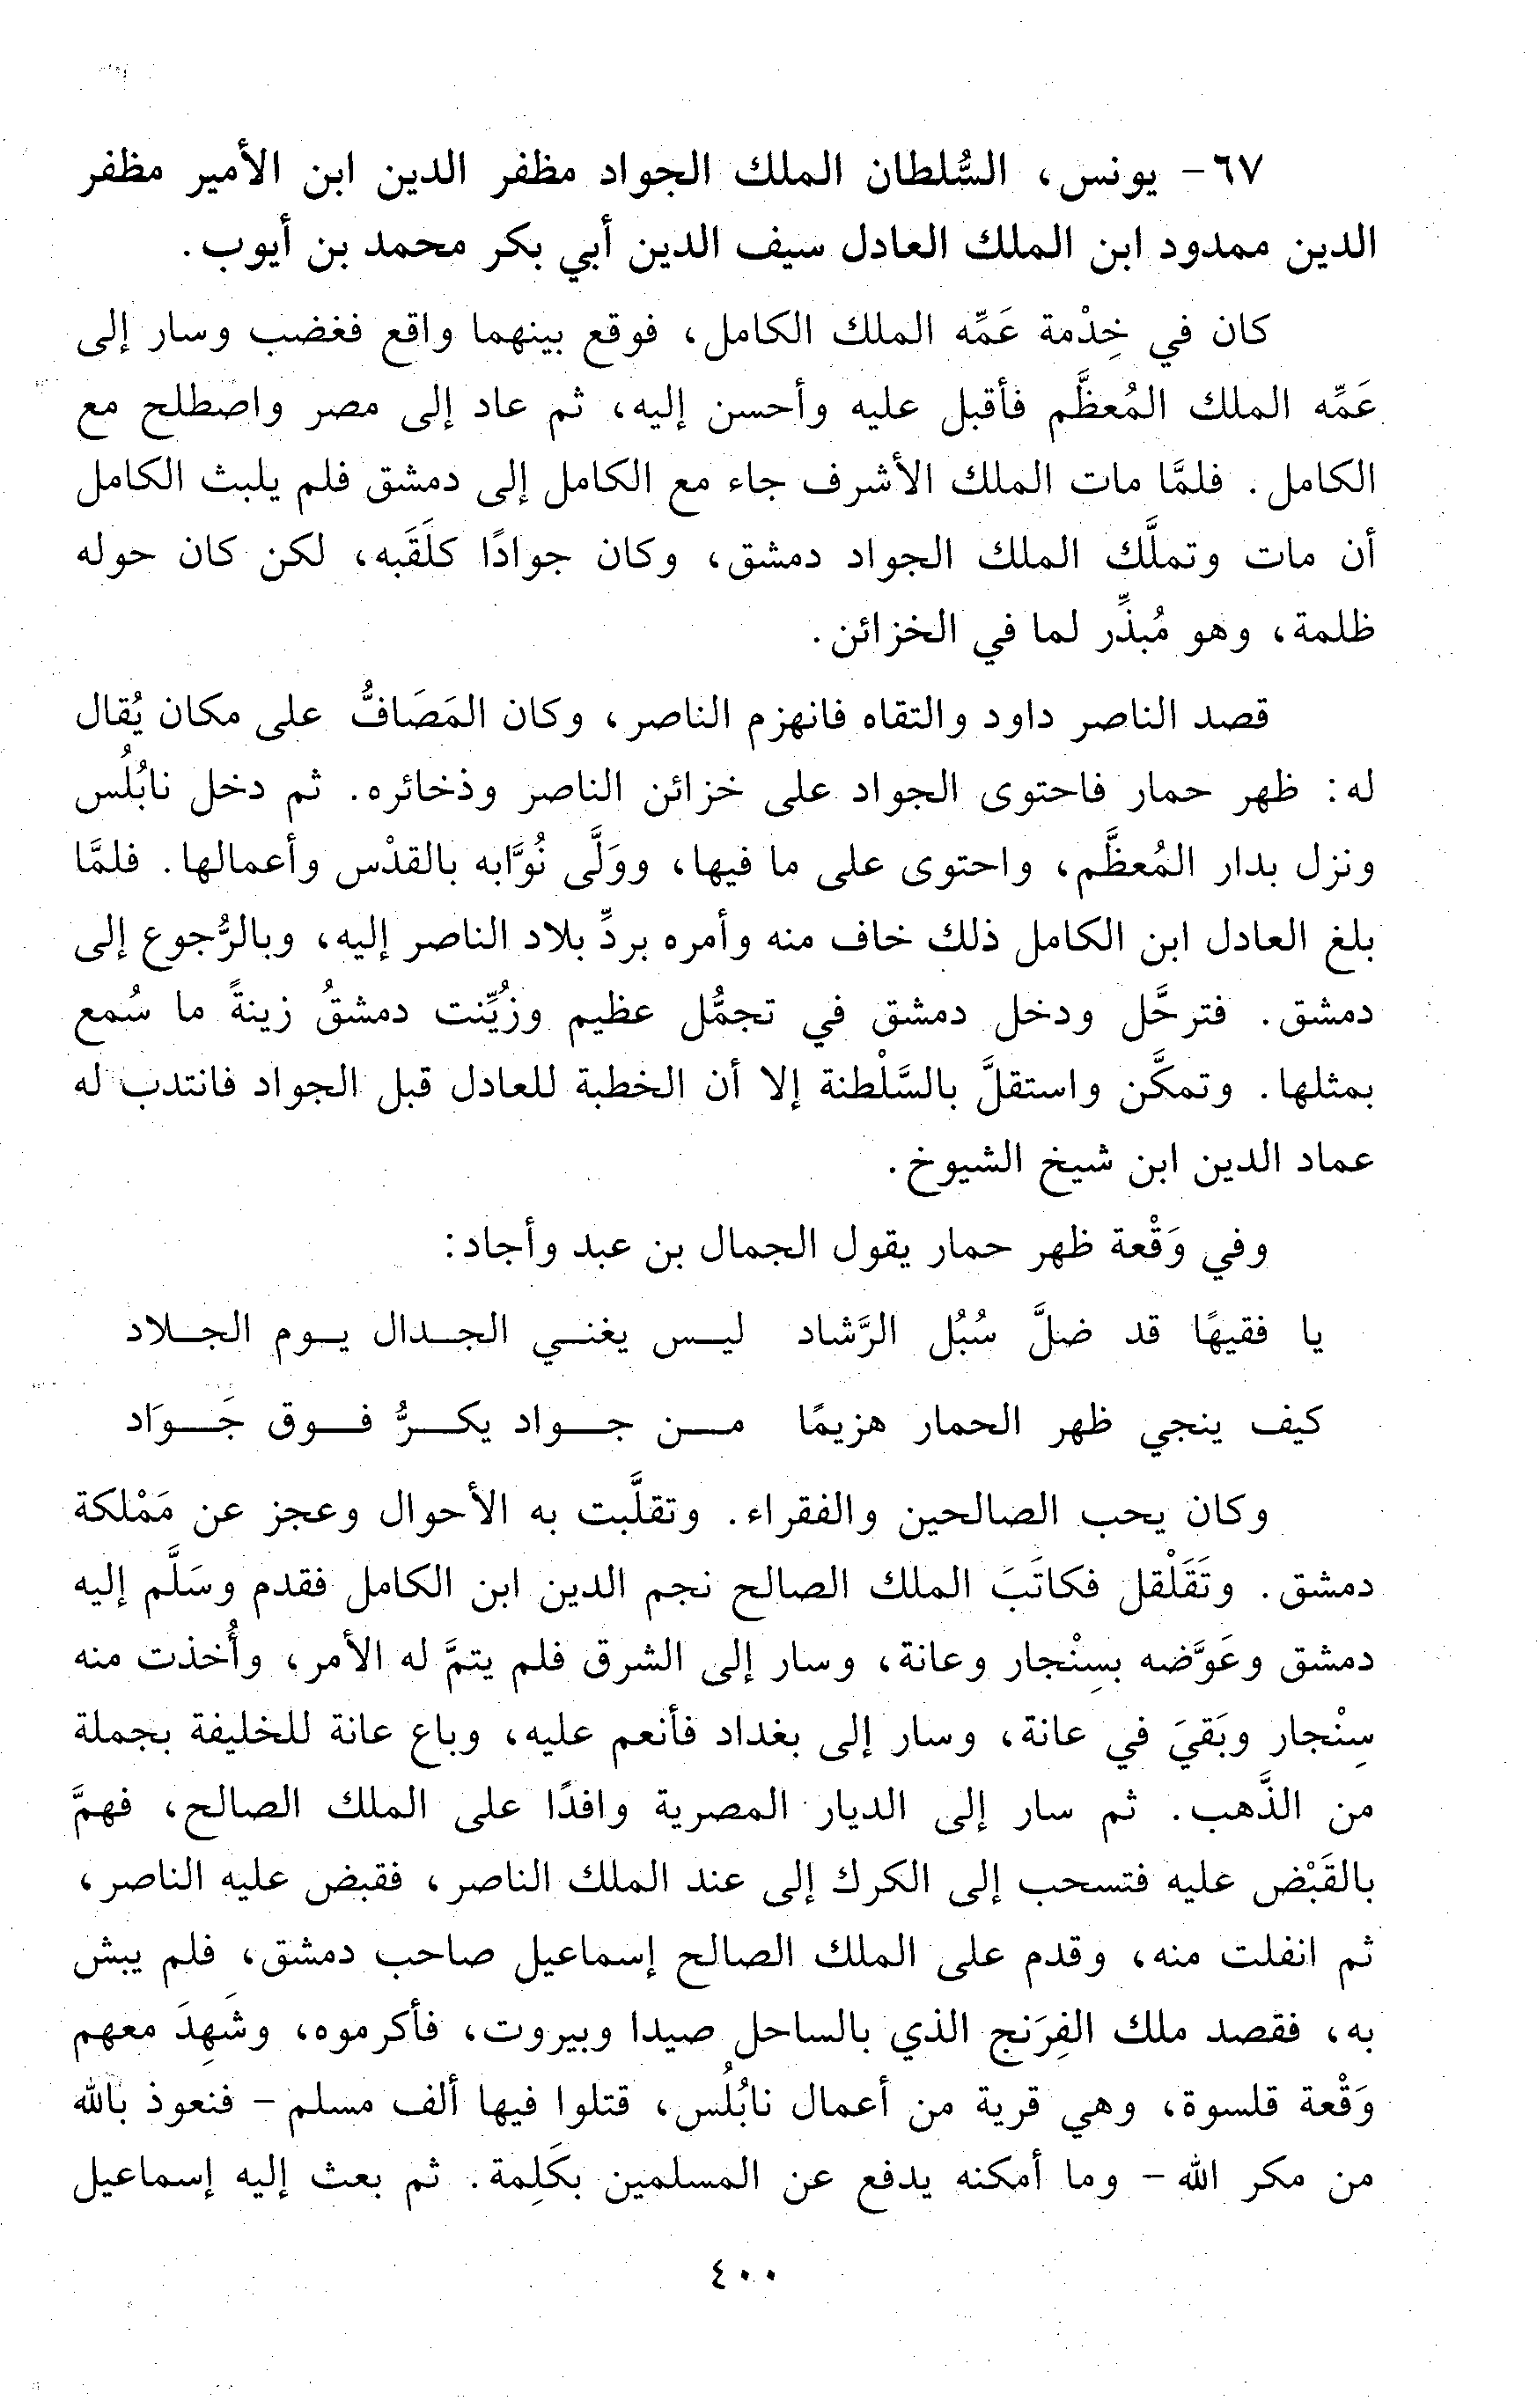 ٦٧- يونس، السُّلطان الملك الجواد مظفر الدين ابن الأمير مظفر
الدين ممدود ابن الملك العادل سيف الدين أبي بكر محمد بن أيوب.
كان في خِدْمة عَمِّه الملك الكامل، فوقع بينهما واقع فغضب وسار إلى
عَمِّه الملك المُعظَّم فأقبل عليه وأحسن إليه، ثم عاد إلى مصر واصطلح مع
الكامل. فلمَّا مات الملك الأشرف جاء مع الكامل إلى دمشق فلم يلبث الكامل
أن مات وتملَّك الملك الجواد دمشق، وكان جوادًا كلَقَبه، لكن كان حوله
ظلمة، وهو مُبذِّر لما في الخزائن.
قصد الناصر داود والتقاه فانهزم الناصر، وكان المَصَافُّ على مكان يُقال
له: ظهر حمار فاحتوى الجواد على خزائن الناصر وذخائره. ثم دخل نابُلُس
ونزل بدار المُعظَّم، واحتوى على ما فيها، ووَلَّى نُوَّابه بالقدْس وأعمالها. فلمَّا
بلغ العادل ابن الكامل ذلك خاف منه وأمره بردِّ بلاد الناصر إليه، وبالرُّجوع إلى
دمشق. فترحَّل ودخل دمشق في تجمُّل عظيم وزُيِّنت دمشقُ زينةً ما سُمع
بمثلها. وتمكَّن واستقلَّ بالسَّلْطنة إلا أن الخطبة للعادل قبل الجواد فانتدب له
عماد الدين ابن شيخ الشيوخ.
وفي وَقْعة ظهر حمار يقول الجمال بن عبد وأجاد:
يا فقيهًا قد ضلَّ سُبُل الرَّشاد ليس يغني الجدال يوم الجلاد
كيف ينجي ظهر الحمار هزيمًا من جواد يكرُّ فوق جَوَاد
وكان يحب الصالحين والفقراء. وتقلَّبت به الأحوال وعجز عن مَمْلكة
دمشق. وتَقَلْقل فكاتَبَ الملك الصالح نجم الدين ابن الكامل فقدم وسَلَّم إليه
دمشق وعَوَّضه بسِنْجار وعانة، وسار إلى الشرق فلم يتمَّ له الأمر، وأُخذت منه
سِنْجار وبَقيَ في عانة، وسار إلى بغداد فأنعم عليه، وباع عانة للخليفة بجملة
من الذَّهب. ثم سار إلى الديار المصرية وافدًا على الملك الصالح، فهمَّ
بالقَبْض عليه فتسحب إلى الكرك إلى عند الملك الناصر، فقبض عليه الناصر،
ثم انفلت منه، وقدم على الملك الصالح إسماعيل صاحب دمشق، فلم يبش
به، فقصد ملك الفِرَنج الذي بالساحل صيدا وبيروت، فأكرموه، وشَهِدَ معهم
وَقْعة قلسوة، وهي قرية من أعمال نابُلُس، قتلوا فيها ألف مسلم - فنعوذ بالله
من مكر الله - وما أمكنه يدفع عن المسلمين بكَلِمة. ثم بعث إليه إسماعيل
٤٠٠